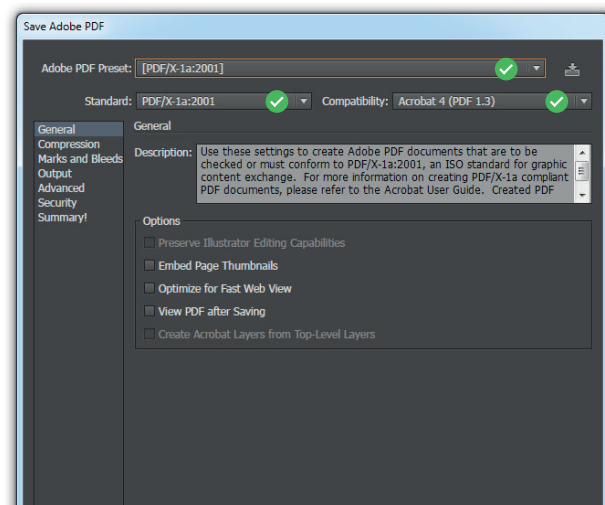 Save Adobe PDF
Adobe PDF Preset: [PDF/X-1a:2001]
Standard: PDF/X-1a:2001 Compatibility: Acrobat 4 (PDF 1.3)
General
Compression
Marks and Bleeds
Output
Advanced
Security
Summary!
General
Description: Use these settings to create Adobe PDF documents that are to be
checked or must conform to PDF/X-1a:2001, an ISO standard for graphic
content exchange. For more information on creating PDF/X-1a compliant
PDF documents, please refer to the Acrobat User Guide. Created PDF
Options
Preserve Illustrator Editing Capabilities
Embed Page Thumbnails
Optimize for Fast Web View
View PDF after Saving
Create Acrobat Layers from Top-Level Layers